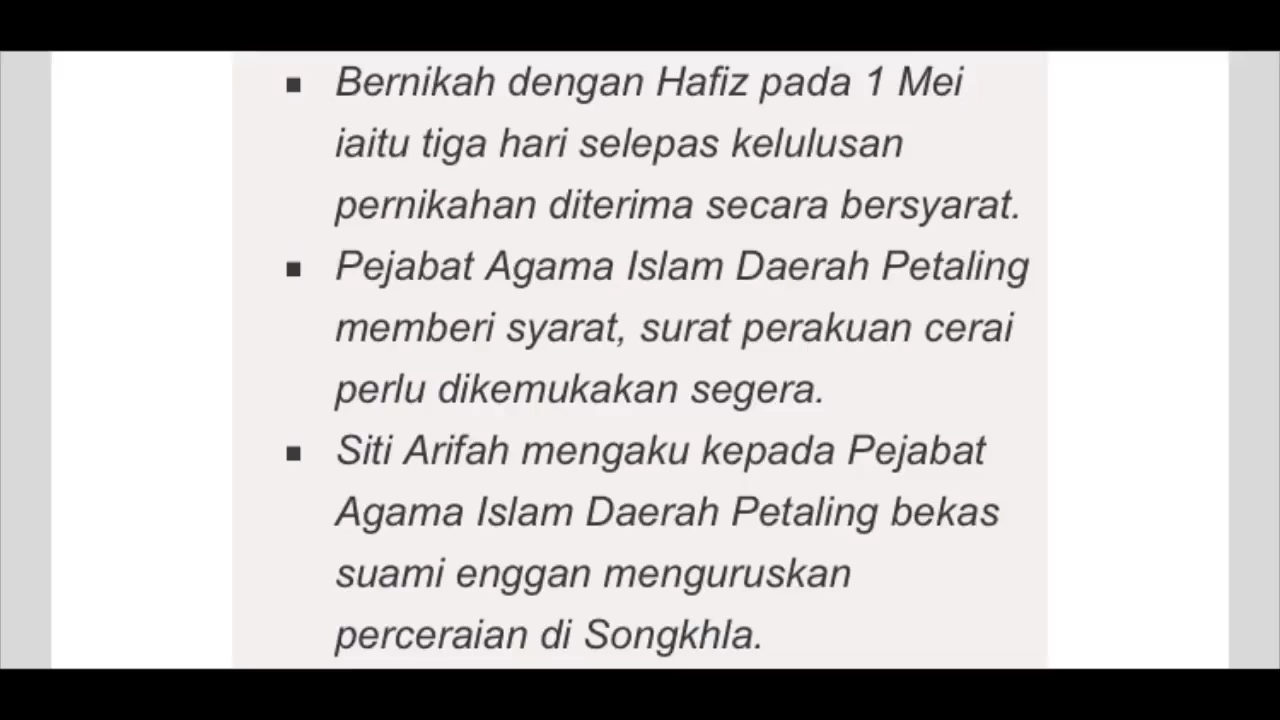 ▪ Bernikah dengan Hafiz pada 1 Mei
iaitu tiga hari selepas kelulusan
pernikahan diterima secara bersyarat.
▪ Pejabat Agama Islam Daerah Petaling
memberi syarat, surat perakuan cerai
perlu dikemukakan segera.
▪ Siti Arifah mengaku kepada Pejabat
Agama Islam Daerah Petaling bekas
suami enggan menguruskan
perceraian di Songkhla.